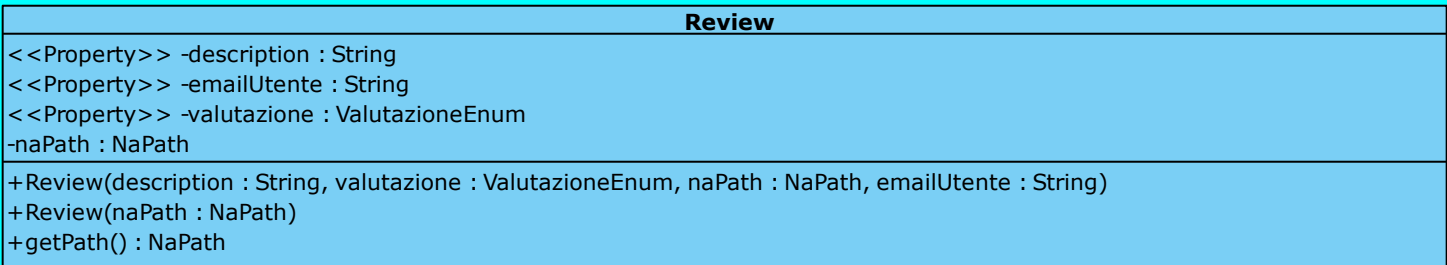 Review
<<Property>> -description : String
<<Property>> -emailUtente : String
<<Property>> -valutazione : ValutazioneEnum
-naPath : NaPath
+Review(description : String, valutazione : ValutazioneEnum, naPath : NaPath, emailUtente : String)
+Review(naPath : NaPath)
+getPath() : NaPath